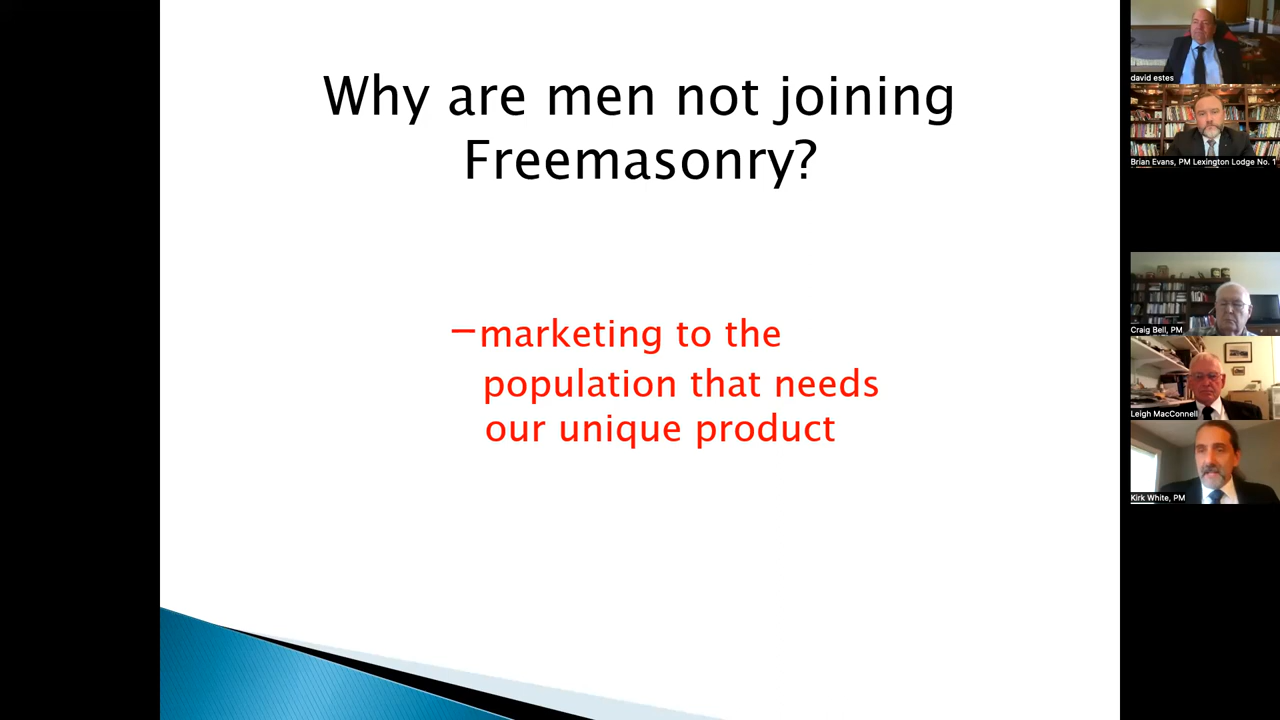 Why are men not joining
Freemasonry?
–marketing to the
population that needs
our unique product
david estes
Brian Evans, PM Lexington Lodge No. 1
Craig Bell, PM
Leigh MacConnell
Kirk White, PM